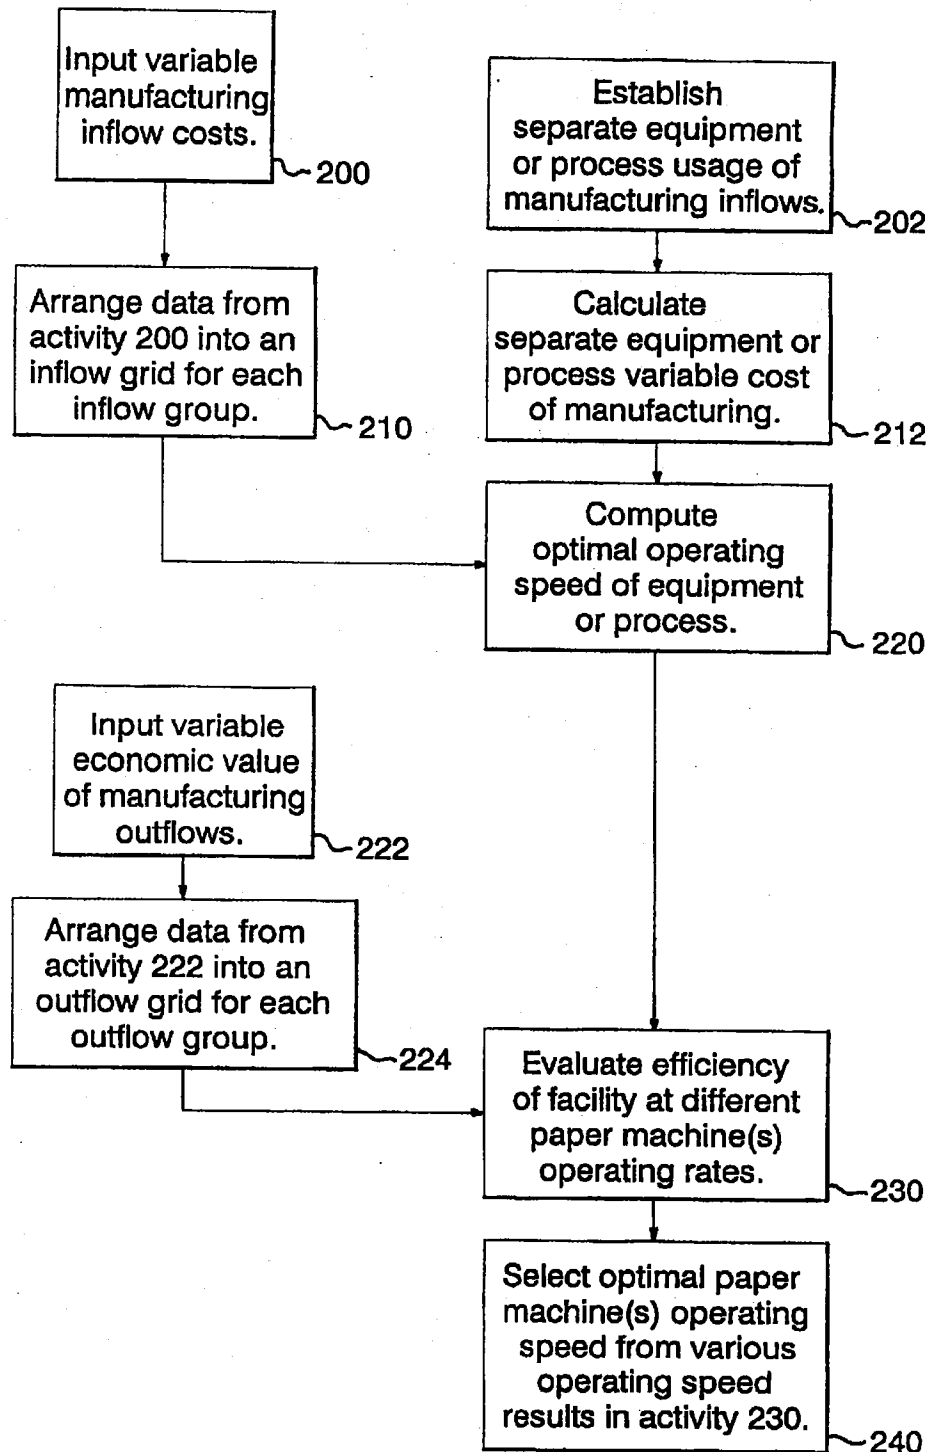 Input variable
manufacturing
inflow costs.
200
Establish
separate equipment
or process usage of
manufacturing inflows.
202
Arrange data from
activity 200 into an
inflow grid for each
inflow group.
210
Calculate
separate equipment or
process variable cost
of manufacturing.
212
Compute
optimal operating
speed of equipment
or process.
220
Input variable
economic value
of manufacturing
outflows.
222
Arrange data from
activity 222 into an
outflow grid for each
outflow group.
224
Evaluate efficiency
of facility at different
paper machine(s)
operating rates.
230
Select optimal paper
machine(s) operating
speed from various
operating speed
results in activity 230.
240